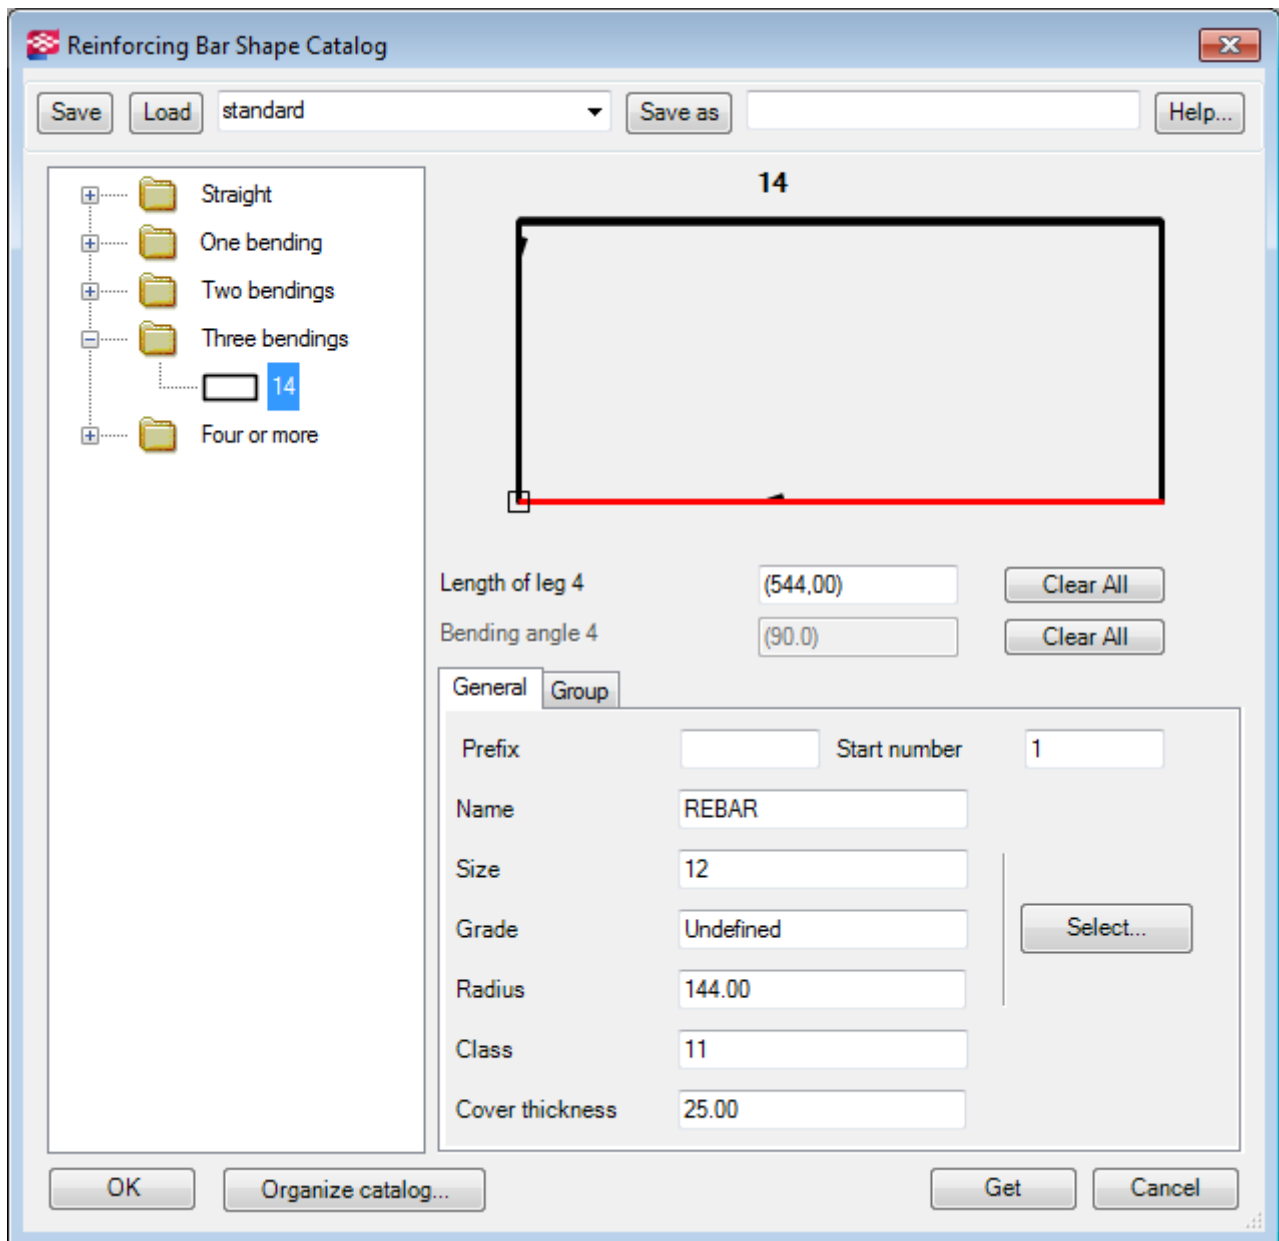 Reinforcing Bar Shape Catalog
Save Load standard Save as Help...
Straight
One bending
Two bendings
Three bendings
14
Four or more
14
Length of leg 4 (544,00) Clear All
Bending angle 4 (90.0) Clear All
General Group
Prefix Start number 1
Name REBAR
Size 12
Grade Undefined Select...
Radius 144.00
Class 11
Cover thickness 25.00
OK Organize catalog... Get Cancel